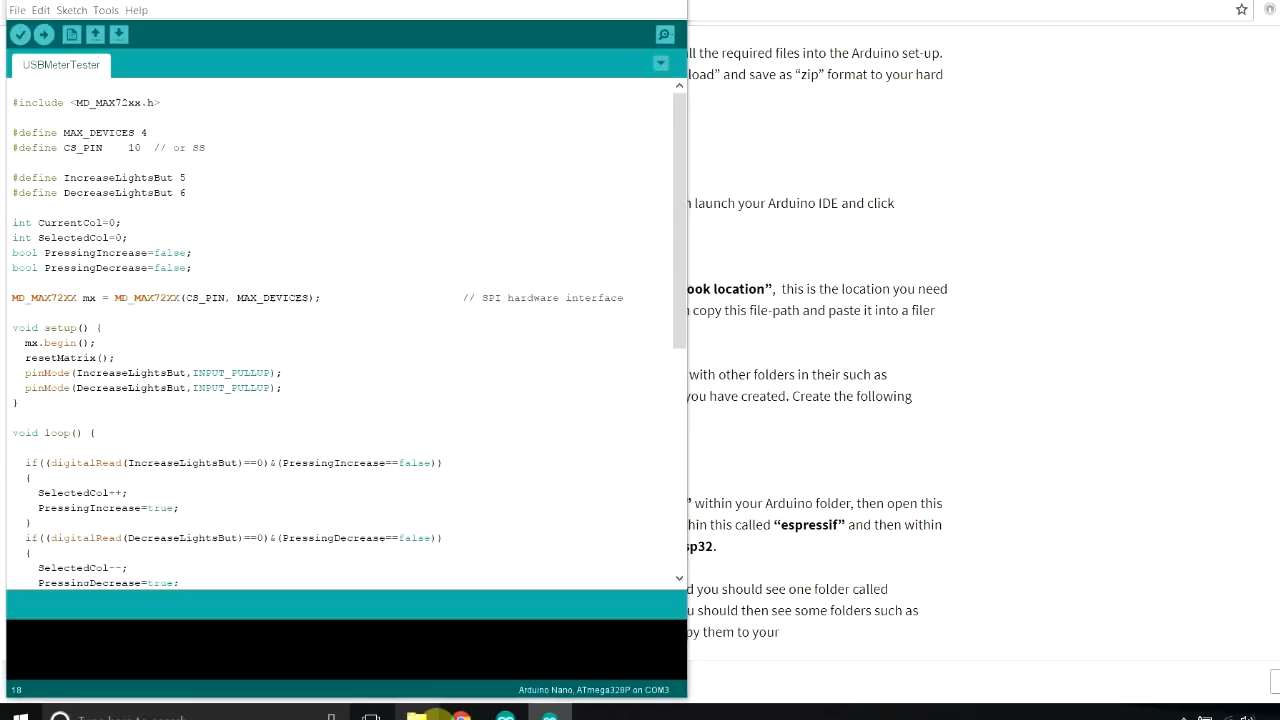 File Edit Sketch Tools Help
USBMeterTester
#include <MD_MAX72xx.h>
#define MAX_DEVICES 4
#define CS_PIN 10 // or SS
#define IncreaseLightsBut 5
#define DecreaseLightsBut 6
int CurrentCol=0;
int SelectedCol=0;
bool PressingIncrease=false;
bool PressingDecrease=false;
MD_MAX72XX mx = MD_MAX72XX(CS_PIN, MAX_DEVICES); // SPI hardware interface
void setup() {
mx.begin();
resetMatrix();
pinMode(IncreaseLightsBut,INPUT_PULLUP);
pinMode(DecreaseLightsBut,INPUT_PULLUP);
}
void loop() {
if((digitalRead(IncreaseLightsBut)==0)&(PressingIncrease==false))
{
SelectedCol++;
PressingIncrease=true;
}
if((digitalRead(DecreaseLightsBut)==0)&(PressingDecrease==false))
{
SelectedCol--;
PressingDecrease=true;
18
Arduino Nano, ATmega328P on COM3
ll the required files into the Arduino set-up.
load” and save as “zip” format to your hard
n launch your Arduino IDE and click
ook location”, this is the location you need
n copy this file-path and paste it into a filer
with other folders in their such as
you have created. Create the following
” within your Arduino folder, then open this
hin this called “espressif” and then within
sp32.
d you should see one folder called
u should then see some folders such as
py them to your
Type here to search